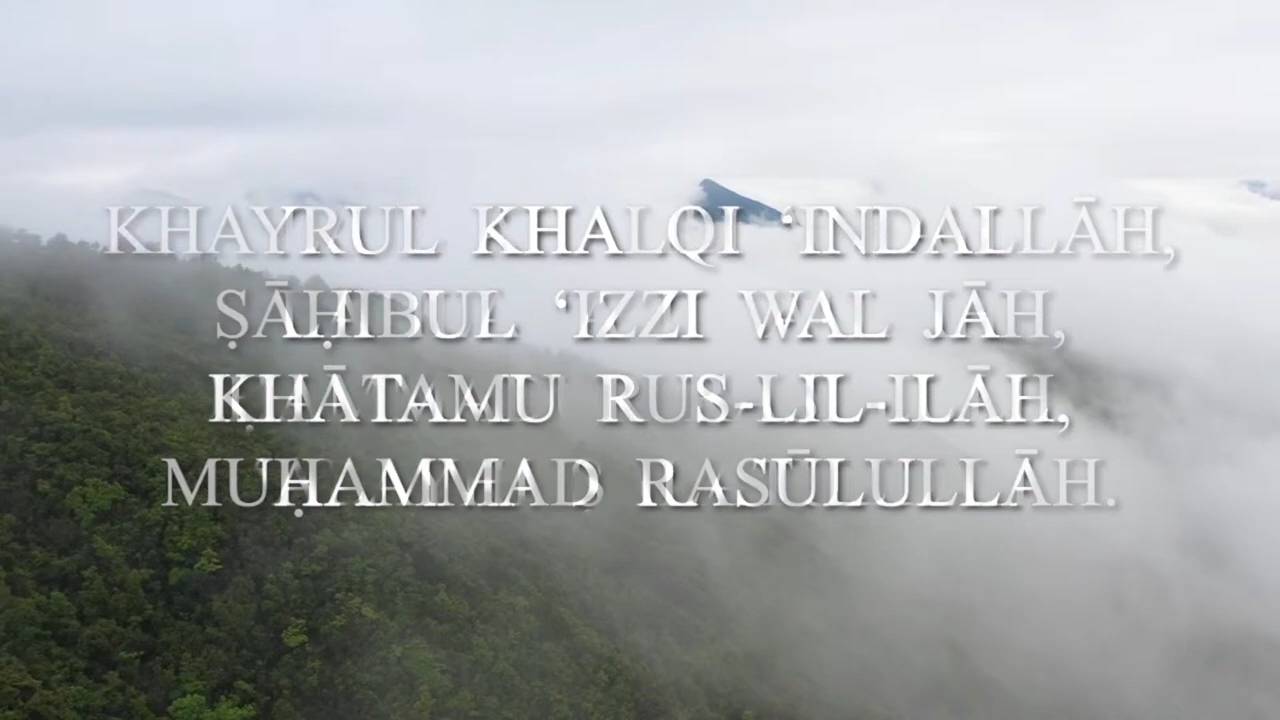 KHAYRUL KHALQI ‘INDALLĀH,
ṢĀḤIBUL ‘IZZI WAL JĀH,
KHĀTAMU RUS-LIL-ILĀH,
MUḤAMMAD RASŪLULLĀH.